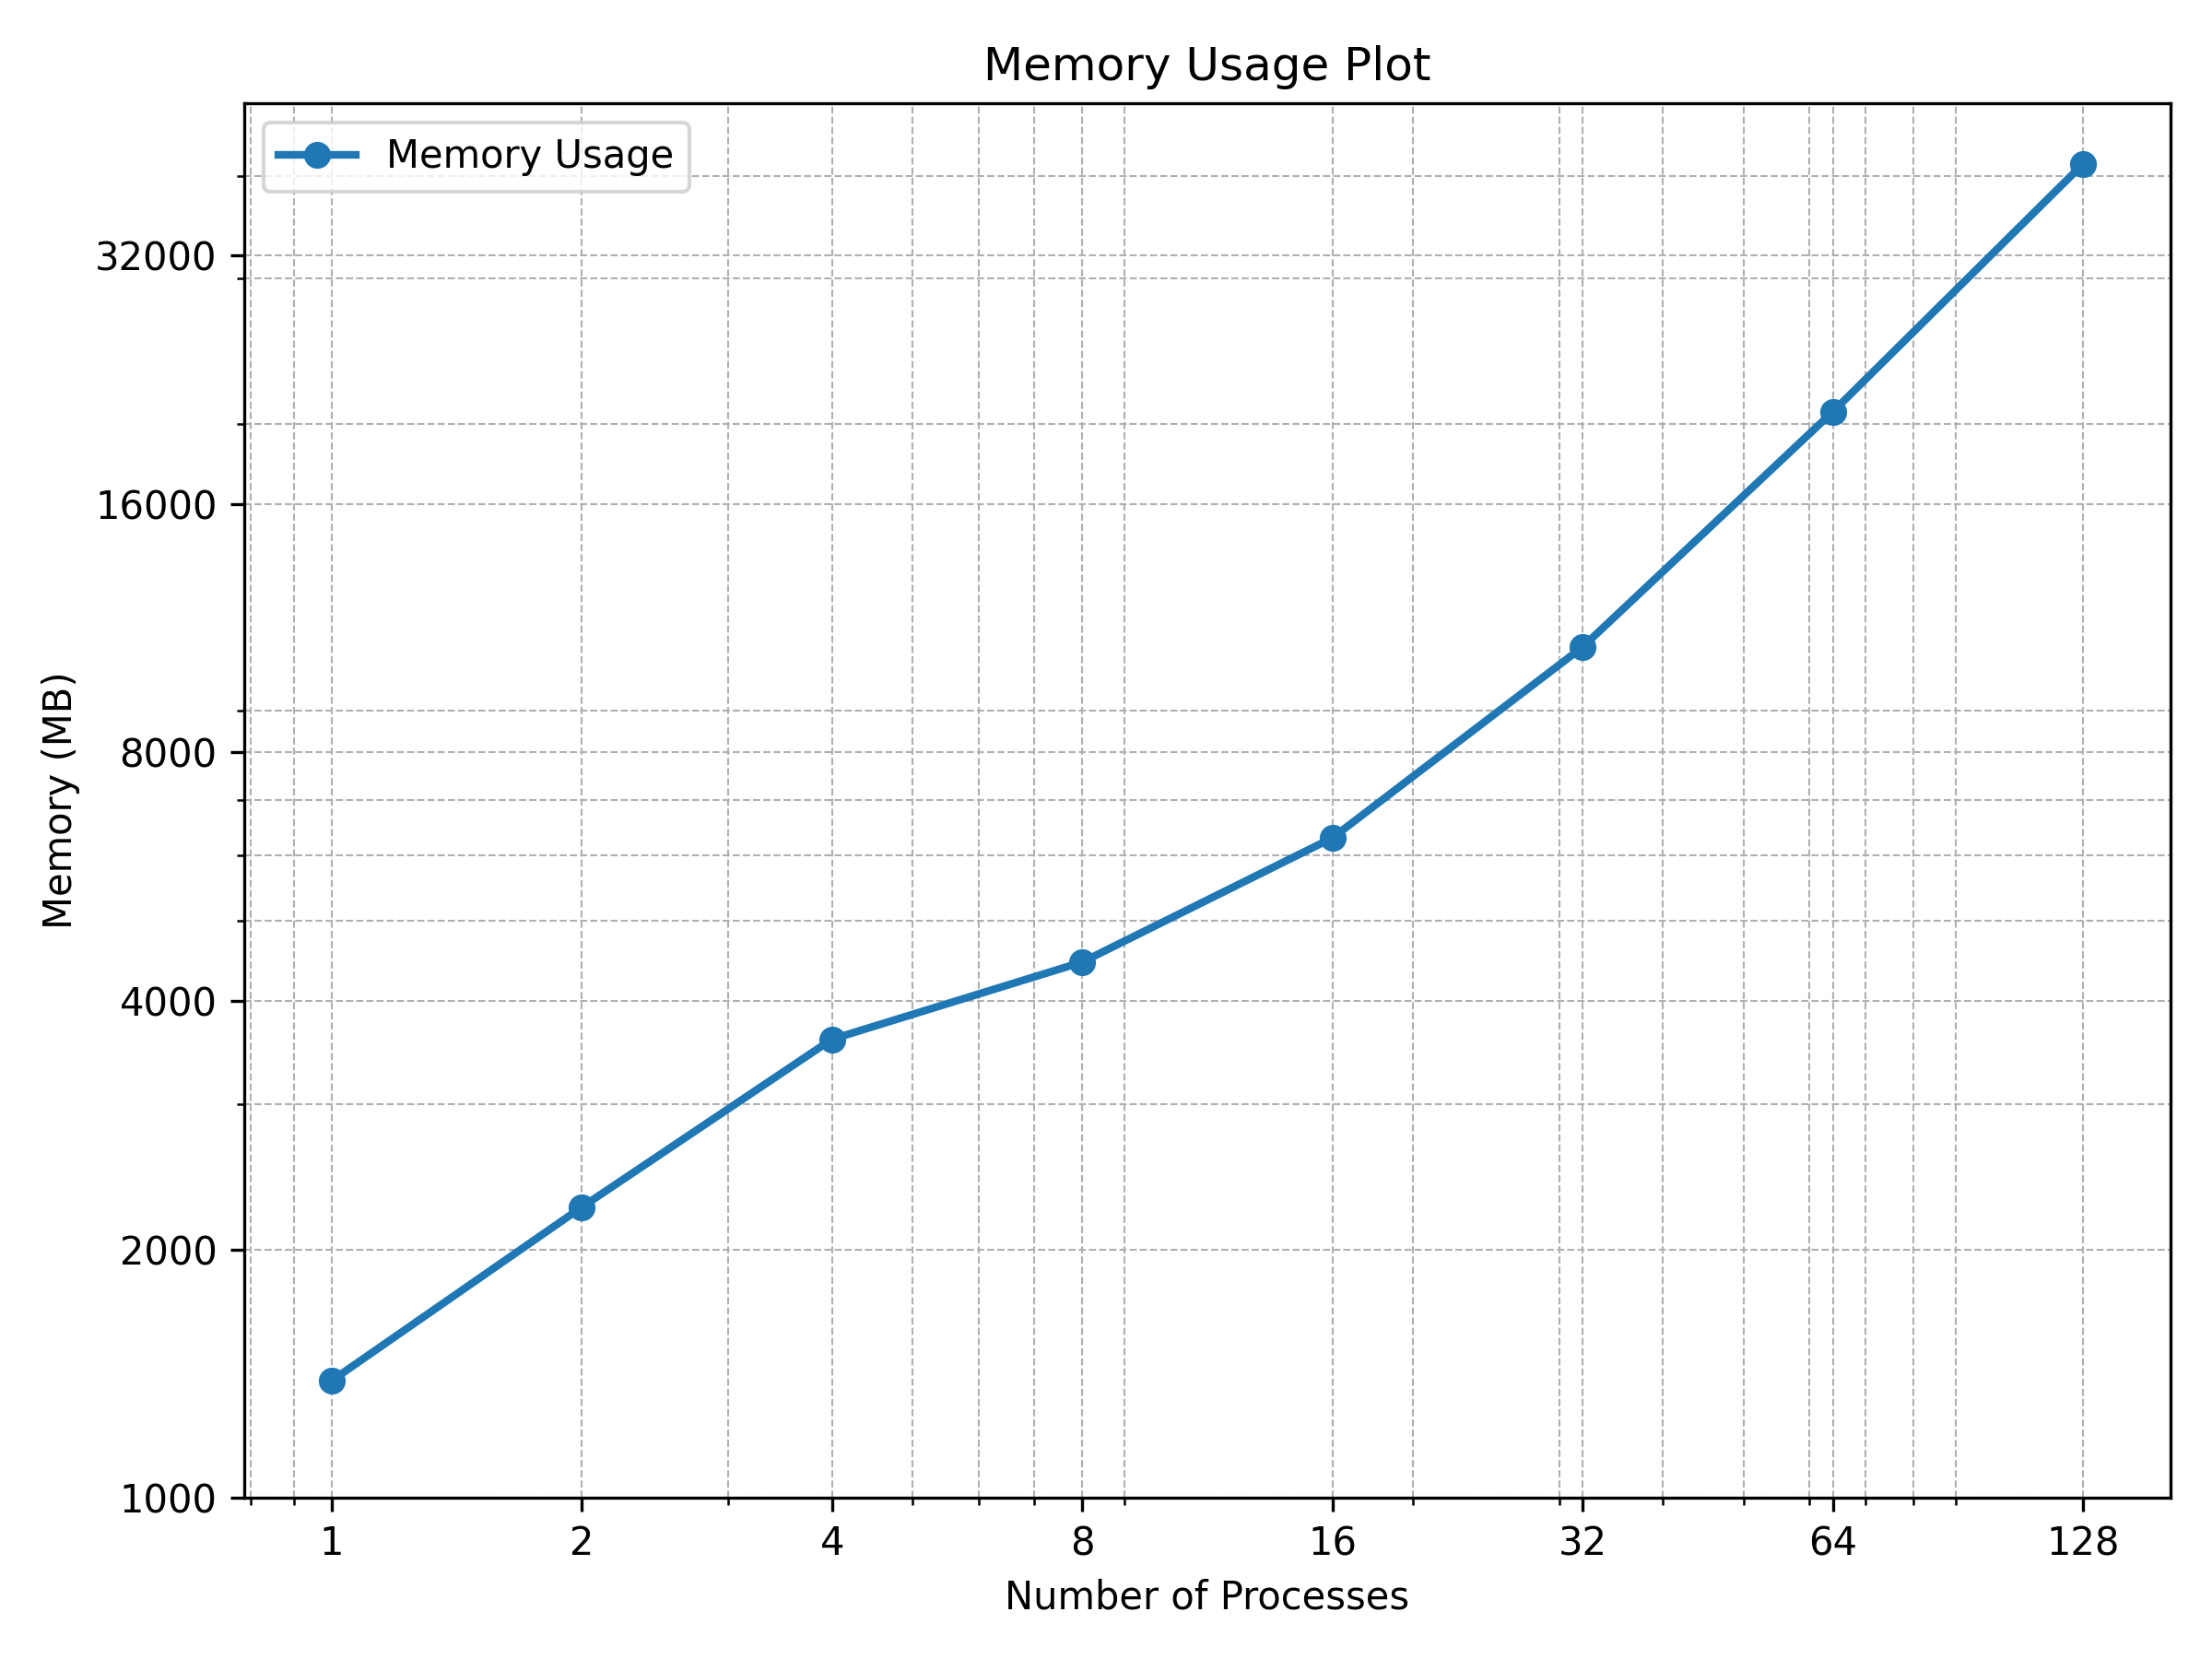 Memory Usage Plot
Memory Usage
32000
16000
8000
4000
2000
1000
Memory (MB)
1 2 4 8 16 32 64 128
Number of Processes